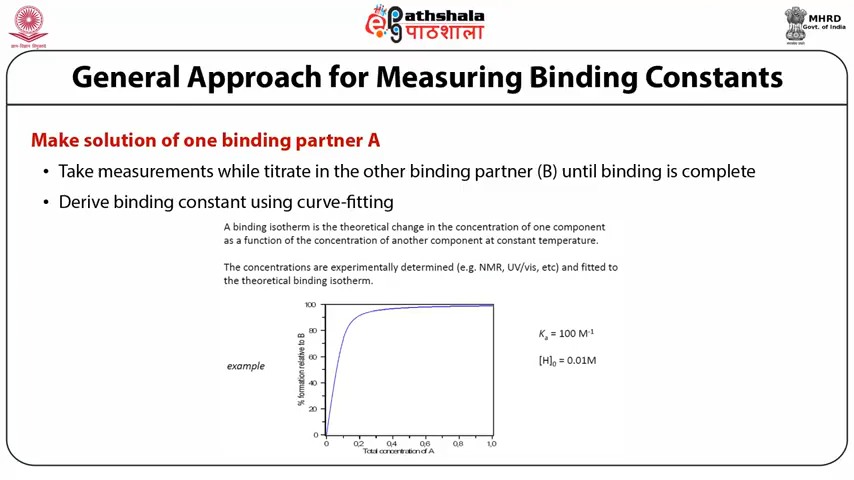 ePathshala
पाठशाला
MHRD
Govt. of India
General Approach for Measuring Binding Constants
Make solution of one binding partner A
• Take measurements while titrate in the other binding partner (B) until binding is complete
• Derive binding constant using curve-fitting
A binding isotherm is the theoretical change in the concentration of one component
as a function of the concentration of another component at constant temperature.
The concentrations are experimentally determined (e.g. NMR, UV/vis, etc) and fitted to
the theoretical binding isotherm.
example
% formation relative to B
100
80
60
40
20
0
0 0,2 0,4 0,6 0,8 1,0
Total concentration of A
Kₐ = 100 M⁻¹
[H]₀ = 0.01M